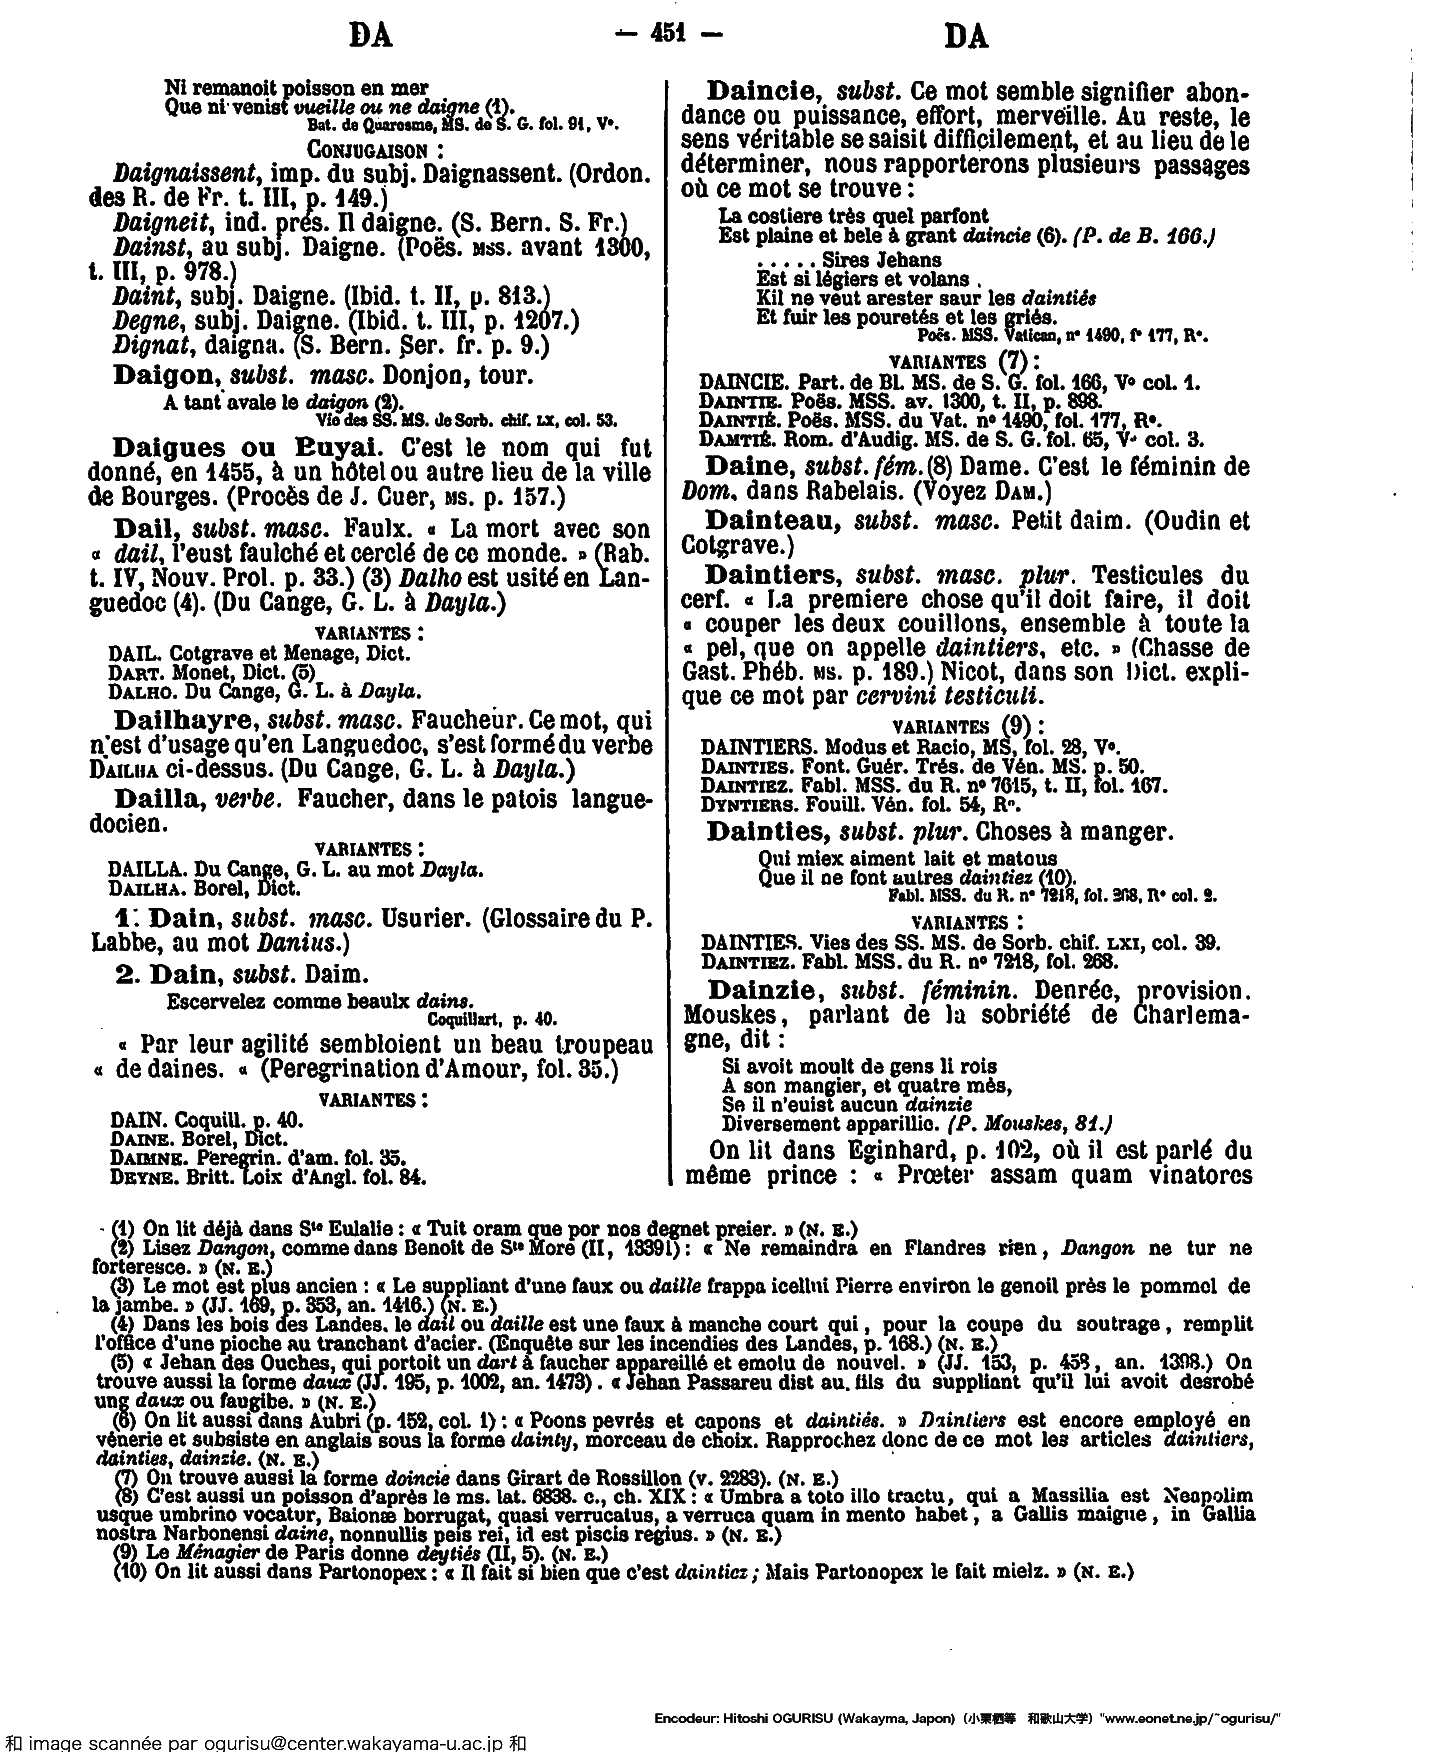 DA
— 451 —
DA
Ni remanoit poisson en mer
Que ni venist vueille ou ne daigne (1).
Bat. de Quaresme, MS. de S. G. fol. 91, V°.
CONJUGAISON :
Daignaissent, imp. du subj. Daignassent. (Ordon.
des R. de Fr. t. III, p. 149.)
Daigneit, ind. prés. Il daigne. (S. Bern. S. Fr.)
Dainst, au subj. Daigne. (Poës. MSS. avant 1300,
t. III, p. 978.)
Daint, subj. Daigne. (Ibid. t. II, p. 813.)
Degne, subj. Daigne. (Ibid. t. III, p. 1207.)
Dignat, daigna. (S. Bern. Ser. fr. p. 9.)
Daigon, subst. masc. Donjon, tour.
A tant avale le daigon (2).
Vie des SS. MS. de Sorb. chif. LX, col. 53.
Daigues ou Euyai. C'est le nom qui fut
donné, en 1455, à un hôtel ou autre lieu de la ville
de Bourges. (Procès de J. Cuer, MS. p. 157.)
Dail, subst. masc. Faulx. « La mort avec son
« dail, l'eust faulché et cerclé de ce monde. » (Rab.
t. IV, Nouv. Prol. p. 33.) (3) Dalho est usité en Lan-
guedoc (4). (Du Cange, G. L. à Dayla.)
VARIANTES :
DAIL. Cotgrave et Menage, Dict.
DART. Monet, Dict. (5)
DALHO. Du Cange, G. L. à Dayla.
Dailhayre, subst. masc. Faucheur. Ce mot, qui
n'est d'usage qu'en Languedoc, s'est formé du verbe
DAILHA ci-dessus. (Du Cange, G. L. à Dayla.)
Dailla, verbe. Faucher, dans le patois langue-
docien.
VARIANTES :
DAILLA. Du Cange, G. L. au mot Dayla.
DAILHA. Borel, Dict.
1. Dain, subst. masc. Usurier. (Glossaire du P.
Labbe, au mot Danius.)
2. Dain, subst. Daim.
Escervelez comme beaulx dains.
Coquillart, p. 40.
« Par leur agilité sembloient un beau troupeau
« de daines. « (Peregrination d'Amour, fol. 35.)
VARIANTES :
DAIN. Coquill. p. 40.
DAINE. Borel, Dict.
DAIMNE. Peregrin. d'am. fol. 35.
DEYNE. Britt. Loix d'Angl. fol. 84.
Daincie, subst. Ce mot semble signifier abon-
dance ou puissance, effort, merveille. Au reste, le
sens véritable se saisit difficilement, et au lieu de le
déterminer, nous rapporterons plusieurs passages
où ce mot se trouve :
La costiere très quel parfont
Est plaine et bele à grant daincie (6). (P. de B. 166.)
. . . . . Sires Jehans
Est si légiers et volans .
Kil ne veut arester saur les daintiés
Et fuir les pouretés et les griés.
Poës. MSS. Vatican, n° 1490, f° 177, R°.
VARIANTES (7) :
DAINCIE. Part. de Bl. MS. de S. G. fol. 166, V° col. 1.
DAINTIE. Poës. MSS. av. 1300, t. II, p. 898.
DAINTIÉ. Poës. MSS. du Vat. n° 1490, fol. 177, R°.
DAMTIÉ. Rom. d'Audig. MS. de S. G. fol. 65, V° col. 3.
Daine, subst. fém. (8) Dame. C'est le féminin de
Dom, dans Rabelais. (Voyez DAM.)
Dainteau, subst. masc. Petit daim. (Oudin et
Cotgrave.)
Daintiers, subst. masc. plur. Testicules du
cerf. « La premiere chose qu'il doit faire, il doit
« couper les deux couillons, ensemble à toute la
« pel, que on appelle daintiers, etc. » (Chasse de
Gast. Phéb. MS. p. 189.) Nicot, dans son Dict. expli-
que ce mot par cervini testiculi.
VARIANTES (9) :
DAINTIERS. Modus et Racio, MS, fol. 28, V°.
DAINTIES. Font. Guér. Trés. de Vén. MS. p. 50.
DAINTIEZ. Fabl. MSS. du R. n° 7615, t. II, fol. 167.
DYNTIERS. Fouill. Vén. fol. 54, R°.
Dainties, subst. plur. Choses à manger.
Qui miex aiment lait et matous
Que il ne font autres daintiez (10).
Fabl. MSS. du R. n° 7218, fol. 268, R° col. 2.
VARIANTES :
DAINTIES. Vies des SS. MS. de Sorb. chif. LXI, col. 39.
DAINTIEZ. Fabl. MSS. du R. n° 7218, fol. 268.
Dainzie, subst. féminin. Denrée, provision.
Mouskes, parlant de la sobriété de Charlema-
gne, dit :
Si avoit moult de gens li rois
A son mangier, et quatre mès,
Se il n'euist aucun dainzie
Diversement apparillie. (P. Mouskes, 81.)
On lit dans Eginhard, p. 102, où il est parlé du
même prince : « Prœter assam quam vinatores
(1) On lit déjà dans Ste Eulalie : « Tuit oram que por nos degnet preier. » (N. E.)
(2) Lisez Dangon, comme dans Benoit de Ste More (II, 13391) : « Ne remaindra en Flandres rien, Dangon ne tur ne
forteresce. » (N. E.)
(3) Le mot est plus ancien : « Le suppliant d'une faux ou daille frappa icellui Pierre environ le genoil près le pommel de
la jambe. » (JJ. 169, p. 353, an. 1416.) (N. E.)
(4) Dans les bois des Landes, le dail ou daille est une faux à manche court qui, pour la coupe du soutrage, remplit
l'office d'une pioche au tranchant d'acier. (Enquête sur les incendies des Landes, p. 168.) (N. E.)
(5) « Jehan des Ouches, qui portoit un dart à faucher appareillé et emolu de nouvel. » (JJ. 153, p. 458, an. 1398.) On
trouve aussi la forme daux (JJ. 195, p. 1002, an. 1473). « Jehan Passareu dist au. fils du suppliant qu'il lui avoit desrobé
ung daux ou faugibe. » (N. E.)
(6) On lit aussi dans Aubri (p. 152, col. 1) : « Poons pevrés et capons et daintiés. » Daintiers est encore employé en
vénerie et subsiste en anglais sous la forme dainty, morceau de choix. Rapprochez donc de ce mot les articles daintiers,
dainties, dainzie. (N. E.)
(7) On trouve aussi la forme doincie dans Girart de Rossillon (v. 2283). (N. E.)
(8) C'est aussi un poisson d'après le ms. lat. 6838. c., ch. XIX : « Umbra a toto illo tractu, qui a Massilia est Neapolim
usque umbrino vocatur, Baionæ borrugat, quasi verrucatus, a verruca quam in mento habet, a Gallis maigne, in Gallia
nostra Narbonensi daine, nonnullis peis rei, id est piscis regius. » (N. E.)
(9) Le Ménagier de Paris donne deytiés (II, 5). (N. E.)
(10) On lit aussi dans Partonopex : « Il fait si bien que c'est daintiez ; Mais Partonopex le fait mielz. » (N. E.)
Encodeur: Hitoshi OGURISU (Wakayma, Japon) (小栗栖等 和歌山大学) "www.eonet.ne.jp/~ogurisu/"
和 image scannée par ogurisu@center.wakayama-u.ac.jp 和